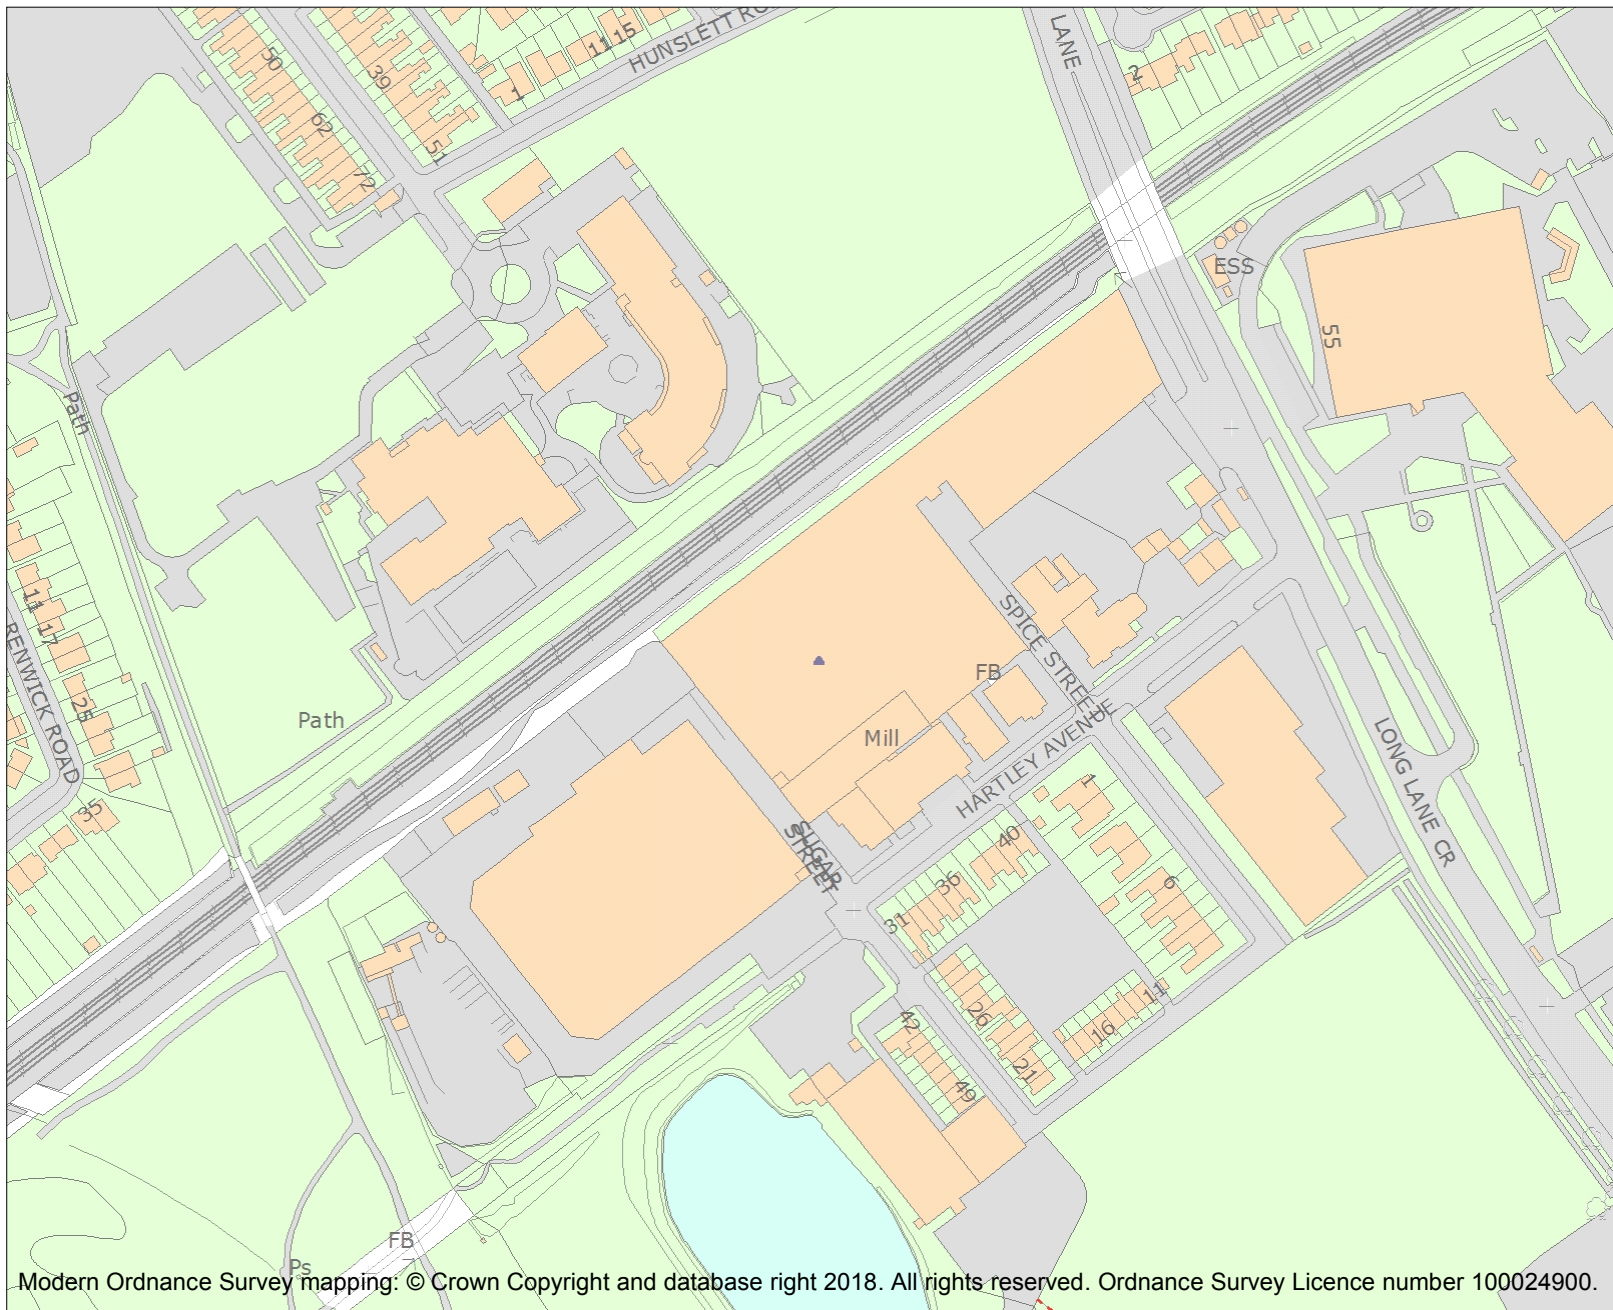 50
39
11 15
HUNSLETT RO
LANE
1
2
62
51
72
ESS
55
Path
11
17
RENWICK ROAD
25
35
Path
SPICE STREET
FB
Mill
HARTLEY AVENUE
LONG LANE CR
SUGAR
STREET
1
40
36
6
31
26
11
16
21
42
49
FB
Ps
Modern Ordnance Survey mapping: © Crown Copyright and database right 2018. All rights reserved. Ordnance Survey Licence number 100024900.